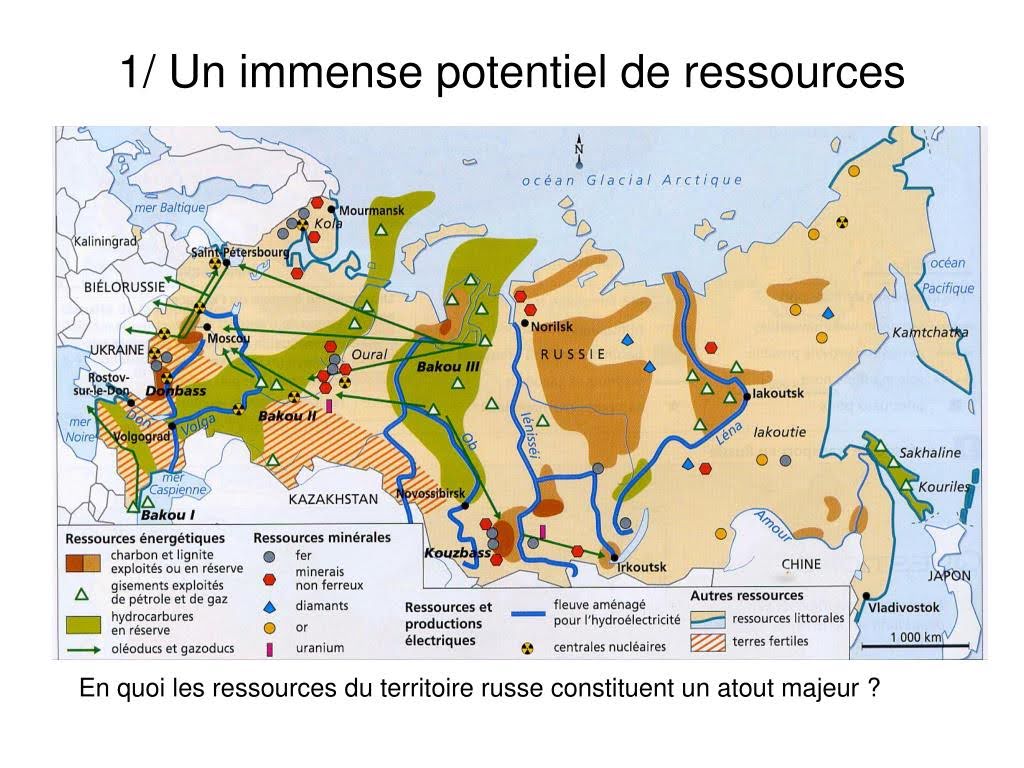 1/ Un immense potentiel de ressources
N
océan Glacial Arctique
mer Baltique
Mourmansk
Kola
Kaliningrad
Saint-Pétersbourg
océan
Pacifique
BIÉLORUSSIE
Norilsk
Kamtchatka
Moscou
UKRAINE
Oural
RUSSIE
Bakou III
Rostov-
sur-le-Don
Donbass
Iakoutsk
Bakou II
Don
Volga
mer
Noire
Volgograd
Ob
Iénisséi
Léna
Iakoutie
Sakhaline
mer
Caspienne
KAZAKHSTAN
Novossibirsk
Kouriles
Bakou I
Amour
Kouzbass
Irkoutsk
CHINE
JAPON
Vladivostok
1 000 km
Ressources énergétiques
charbon et lignite
exploités ou en réserve
gisements exploités
de pétrole et de gaz
hydrocarbures
en réserve
oléoducs et gazoducs
Ressources minérales
fer
minerais
non ferreux
diamants
or
uranium
Ressources et
productions
électriques
fleuve aménagé
pour l'hydroélectricité
centrales nucléaires
Autres ressources
ressources littorales
terres fertiles
En quoi les ressources du territoire russe constituent un atout majeur ?